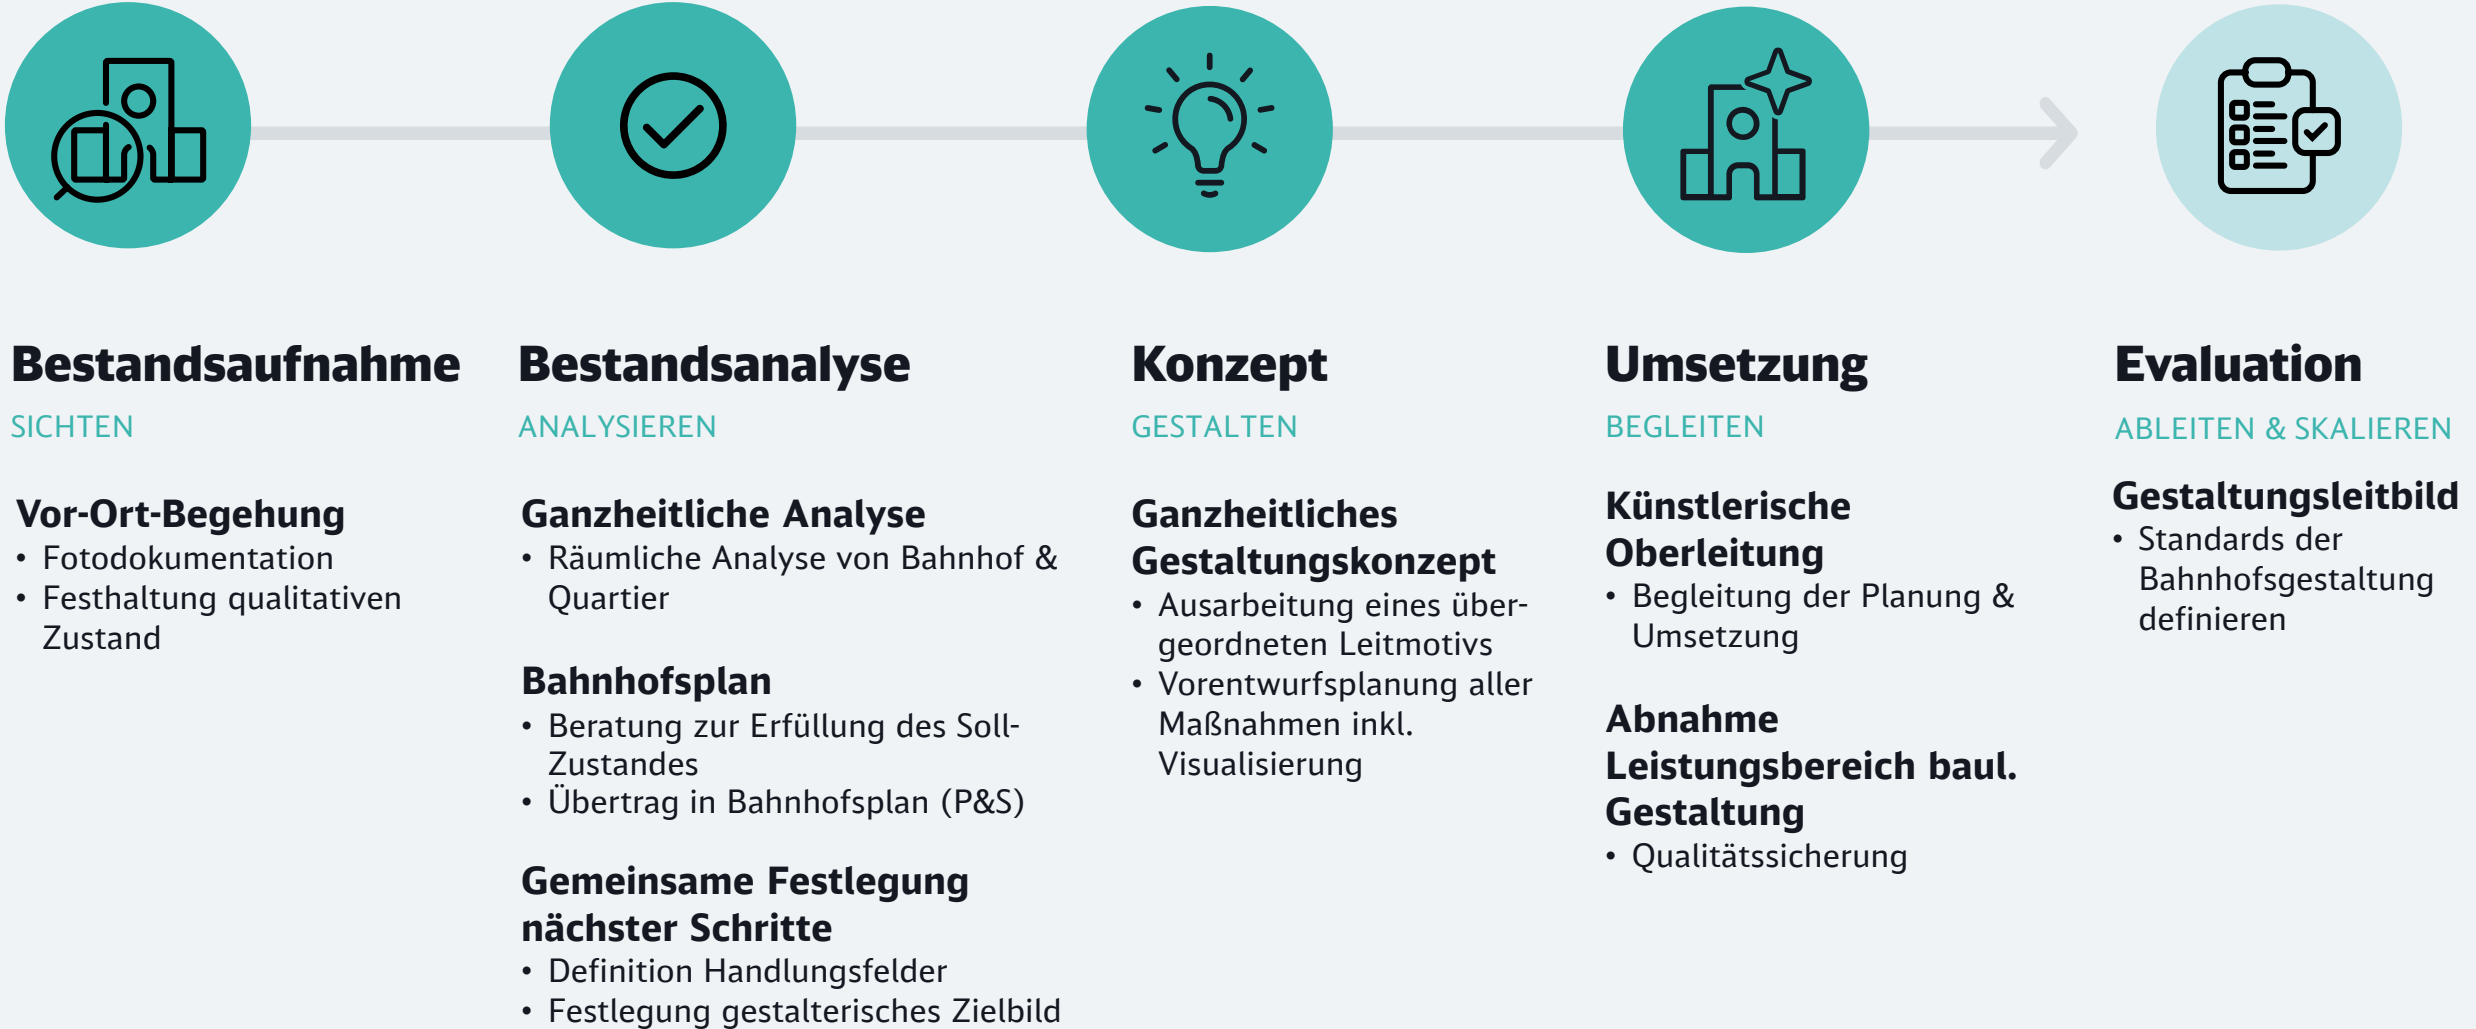 Bestandsaufnahme
SICHTEN
Vor-Ort-Begehung
• Fotodokumentation
• Festhaltung qualitativen
Zustand
Bestandsanalyse
ANALYSIEREN
Ganzheitliche Analyse
• Räumliche Analyse von Bahnhof &
Quartier
Bahnhofsplan
• Beratung zur Erfüllung des Soll-
Zustandes
• Übertrag in Bahnhofsplan (P&S)
Gemeinsame Festlegung
nächster Schritte
• Definition Handlungsfelder
• Festlegung gestalterisches Zielbild
Konzept
GESTALTEN
Ganzheitliches
Gestaltungskonzept
• Ausarbeitung eines über-
geordneten Leitmotivs
• Vorentwurfsplanung aller
Maßnahmen inkl.
Visualisierung
Umsetzung
BEGLEITEN
Künstlerische
Oberleitung
• Begleitung der Planung &
Umsetzung
Abnahme
Leistungsbereich baul.
Gestaltung
• Qualitätssicherung
Evaluation
ABLEITEN & SKALIEREN
Gestaltungsleitbild
• Standards der
Bahnhofsgestaltung
definieren